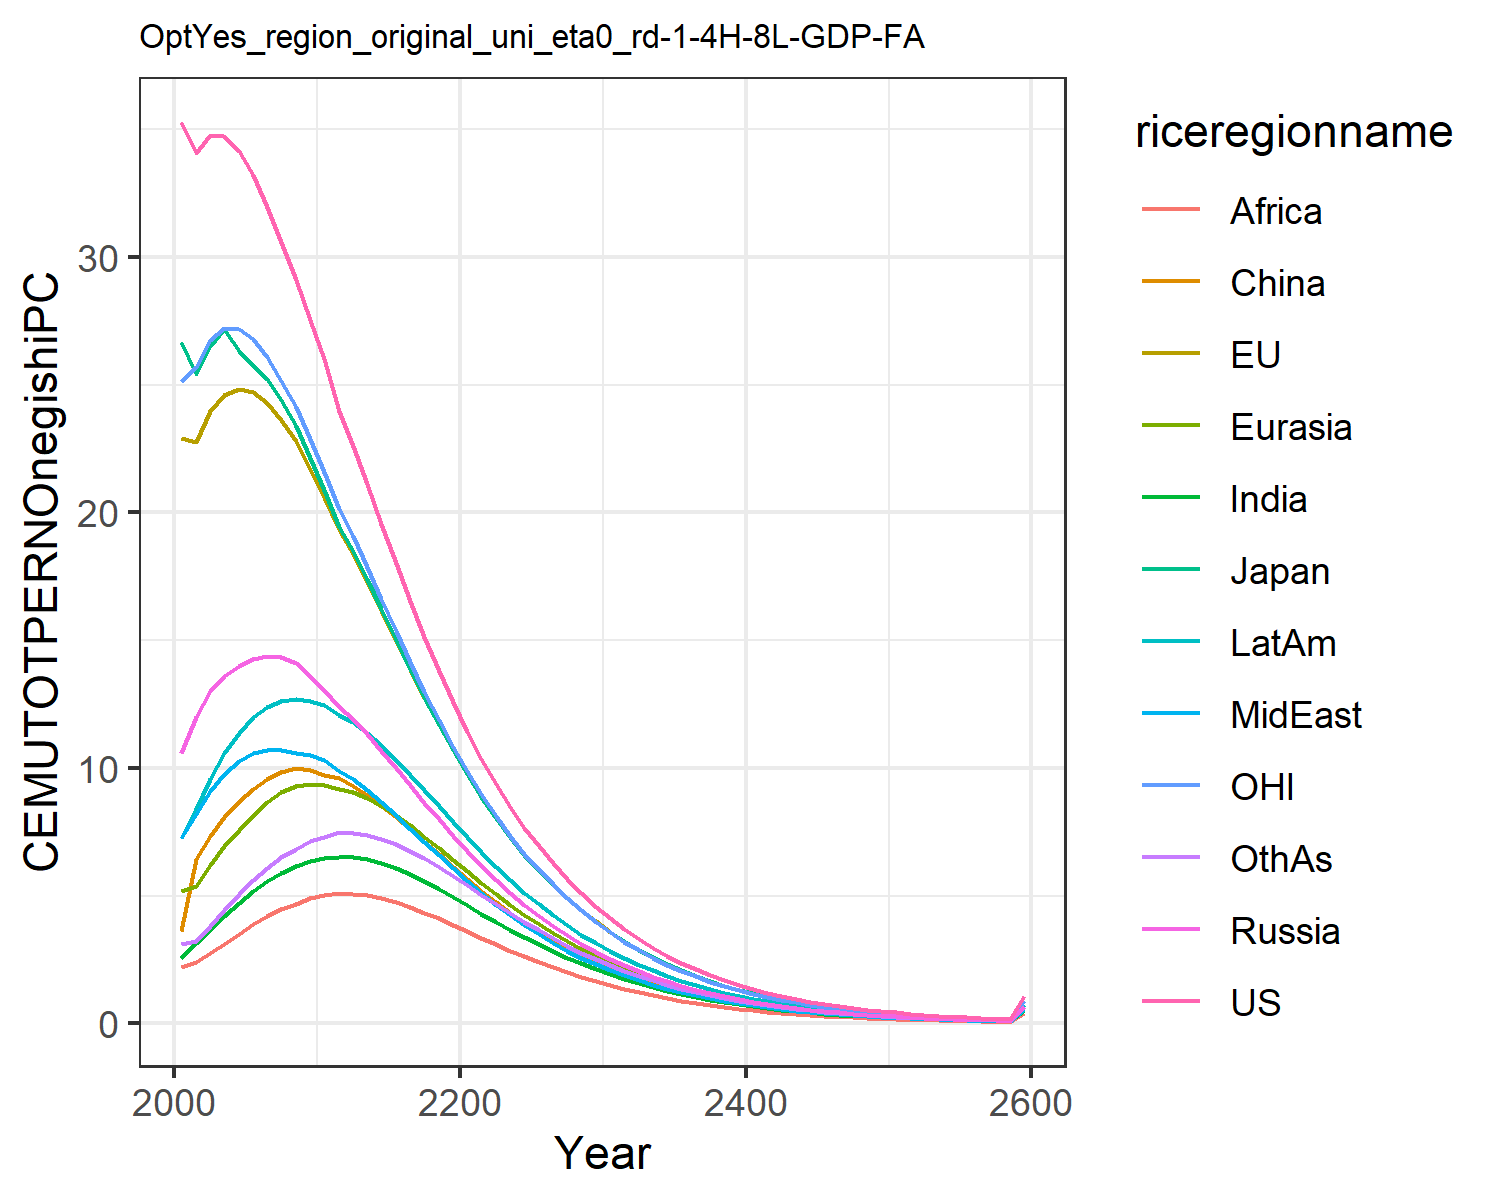 OptYes_region_original_uni_eta0_rd-1-4H-8L-GDP-FA
CEMUTOTPERNOnegishiPC
30
20
10
0
2000
2200
2400
2600
Year
riceregionname
Africa
China
EU
Eurasia
India
Japan
LatAm
MidEast
OHI
OthAs
Russia
US